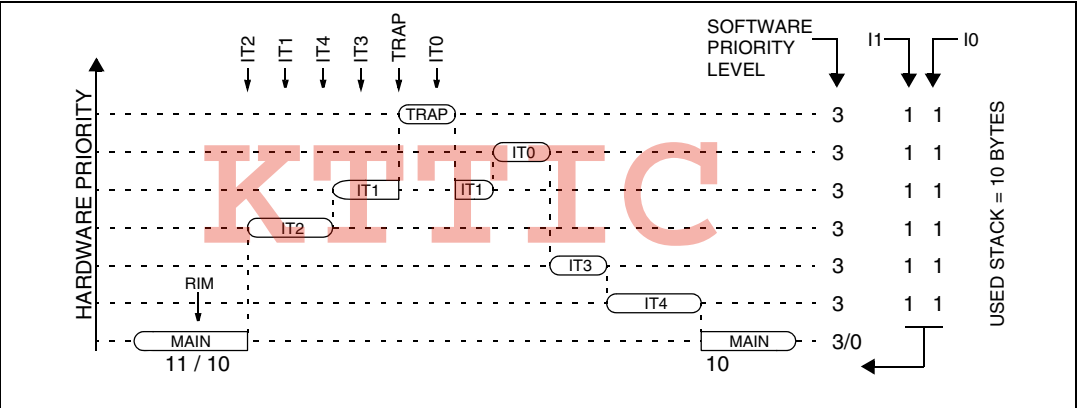 SOFTWARE
PRIORITY
LEVEL
I1
I0
IT2
IT1
IT4
IT3
TRAP
IT0
HARDWARE PRIORITY
TRAP
3
1 1
IT0
3
1 1
IT1
IT1
3
1 1
IT2
3
1 1
IT3
3
1 1
RIM
IT4
3
1 1
MAIN
MAIN
3/0
11 / 10
10
USED STACK = 10 BYTES
KTTIC